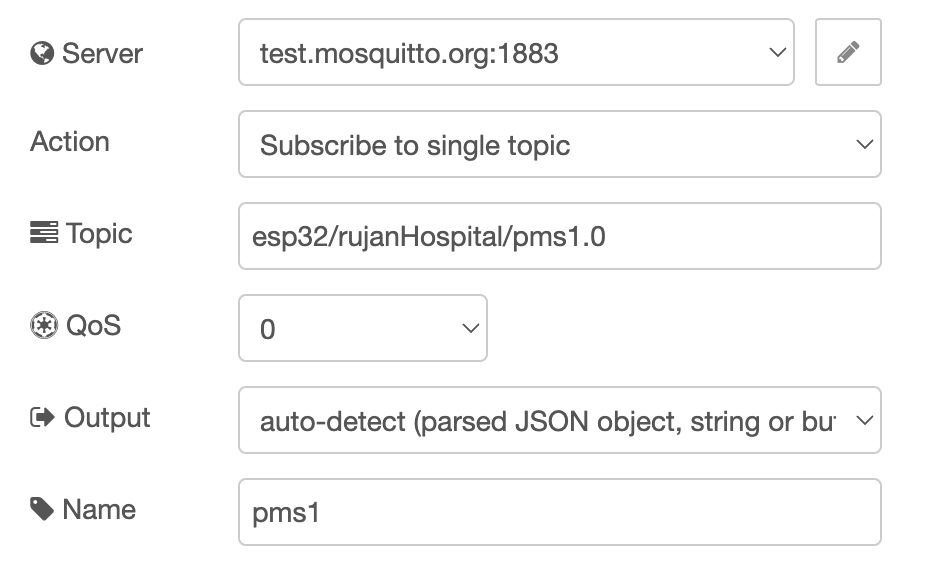 Server test.mosquitto.org:1883
Action Subscribe to single topic
Topic esp32/rujanHospital/pms1.0
QoS 0
Output auto-detect (parsed JSON object, string or bu
Name pms1